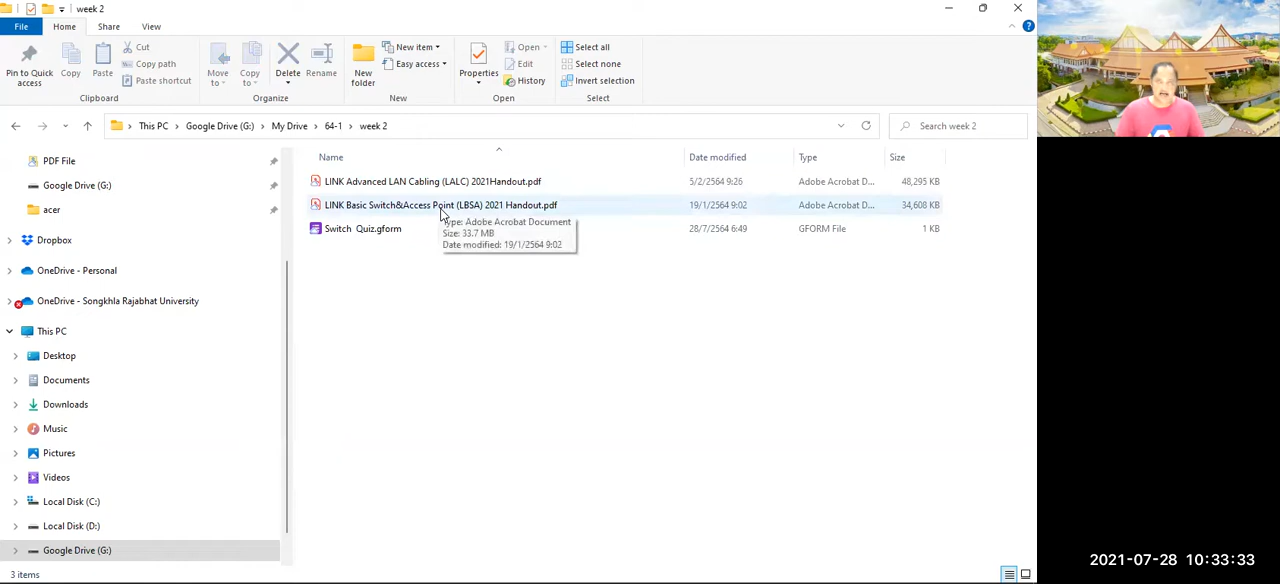 week 2
File
Home
Share
View
Pin to Quick access
Copy
Paste
Cut
Copy path
Paste shortcut
Clipboard
Move to
Copy to
Delete
Rename
Organize
New folder
New item
Easy access
New
Properties
Open
Edit
History
Open
Select all
Select none
Invert selection
Select
This PC > Google Drive (G:) > My Drive > 64-1 > week 2
Search week 2
PDF File
Google Drive (G:)
acer
Dropbox
OneDrive - Personal
OneDrive - Songkhla Rajabhat University
This PC
Desktop
Documents
Downloads
Music
Pictures
Videos
Local Disk (C:)
Local Disk (D:)
Google Drive (G:)
Name Date modified Type Size
LINK Advanced LAN Cabling (LALC) 2021Handout.pdf 5/2/2564 9:26 Adobe Acrobat D... 48,295 KB
LINK Basic Switch&Access Point (LBSA) 2021 Handout.pdf 19/1/2564 9:02 Adobe Acrobat D... 34,608 KB
Switch Quiz.gform 28/7/2564 6:49 GFORM File 1 KB
Type: Adobe Acrobat Document
Size: 33.7 MB
Date modified: 19/1/2564 9:02
3 items
2021-07-28 10:33:33